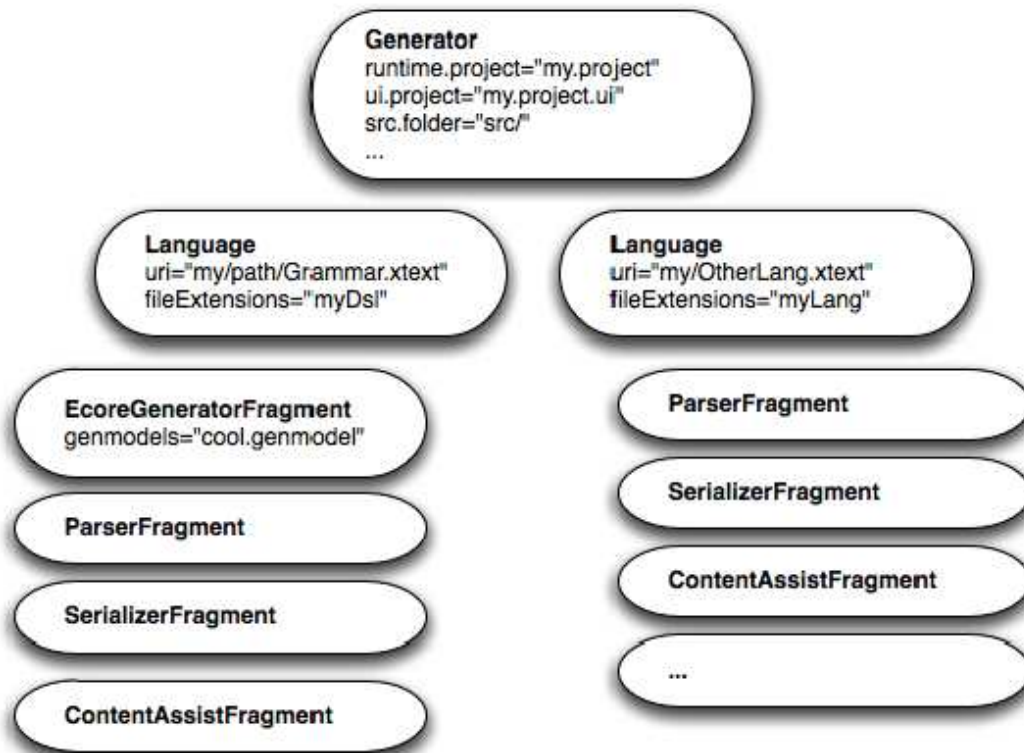 Generator
runtime.project="my.project"
ui.project="my.project.ui"
src.folder="src/"
...
Language
uri="my/path/Grammar.xtext"
fileExtensions="myDsl"
Language
uri="my/OtherLang.xtext"
fileExtensions="myLang"
EcoreGeneratorFragment
genmodels="cool.genmodel"
ParserFragment
SerializerFragment
ContentAssistFragment
ParserFragment
SerializerFragment
ContentAssistFragment
...